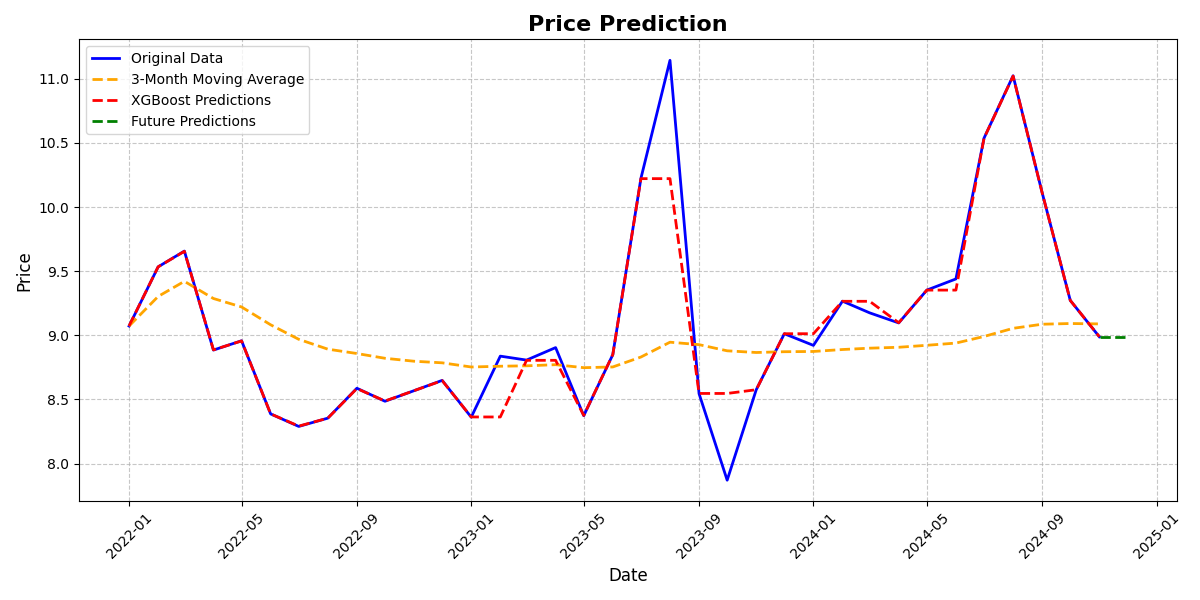 Price Prediction
Original Data
3-Month Moving Average
XGBoost Predictions
Future Predictions
11.0
10.5
10.0
9.5
9.0
8.5
8.0
Price
2022-01
2022-05
2022-09
2023-01
2023-05
2023-09
2024-01
2024-05
2024-09
2025-01
Date